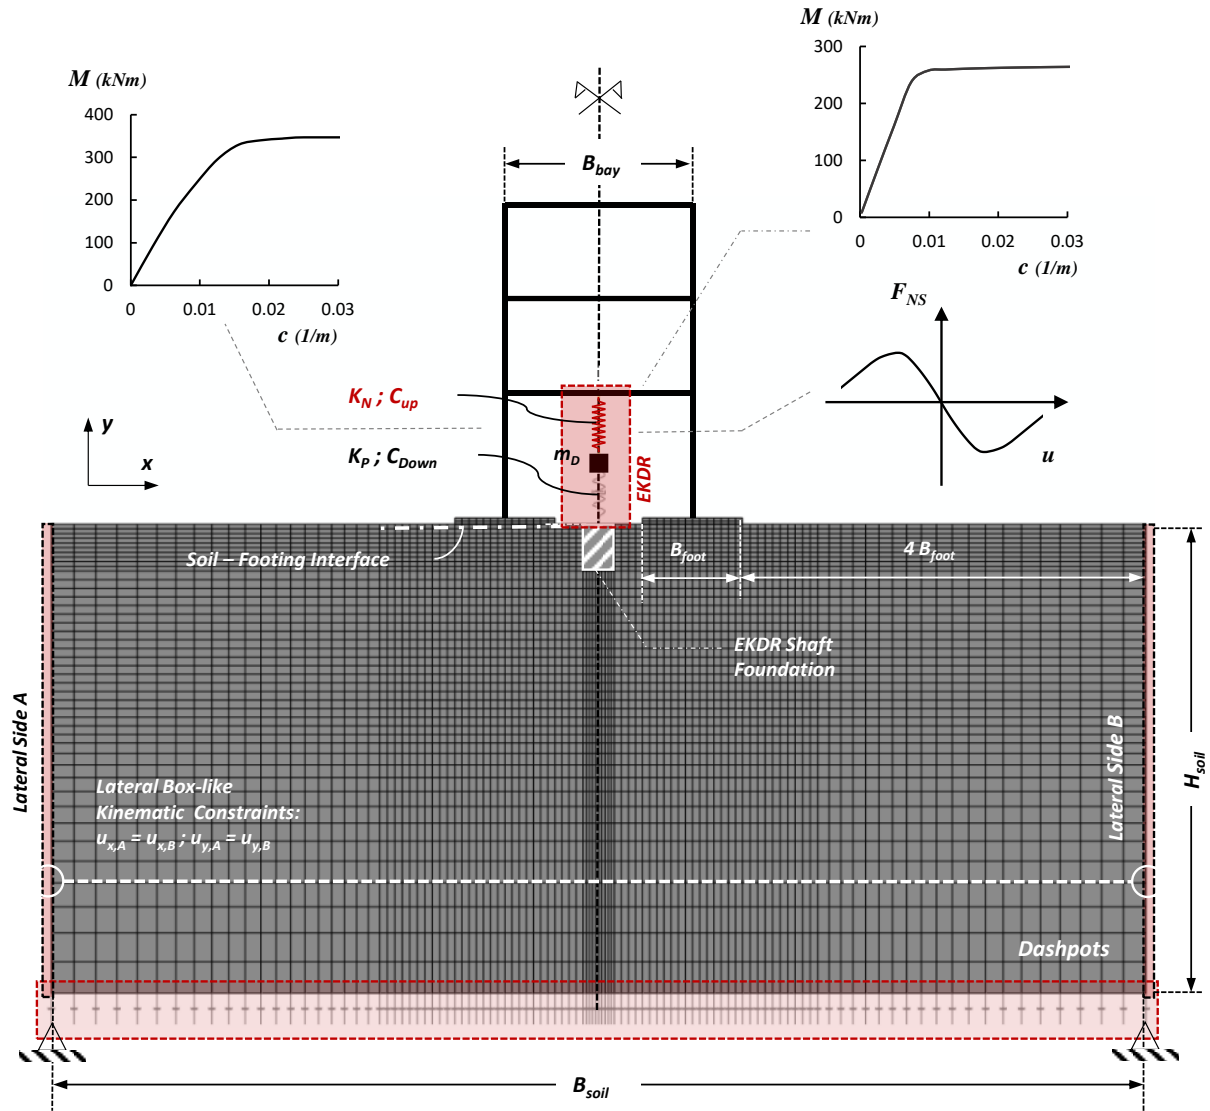 M (kNm)
400
300
200
100
0
0 0.01 0.02 0.03
c (1/m)
B_bay
M (kNm)
300
200
100
0
0 0.01 0.02 0.03
c (1/m)
F_NS
u
y
x
K_N ; C_up
K_P ; C_Down
m_D
EKDR
Soil – Footing Interface
B_foot
4 B_foot
EKDR Shaft
Foundation
Lateral Side A
Lateral Side B
H_soil
Lateral Box-like
Kinematic Constraints:
u_x,A = u_x,B ; u_y,A = u_y,B
Dashpots
B_soil